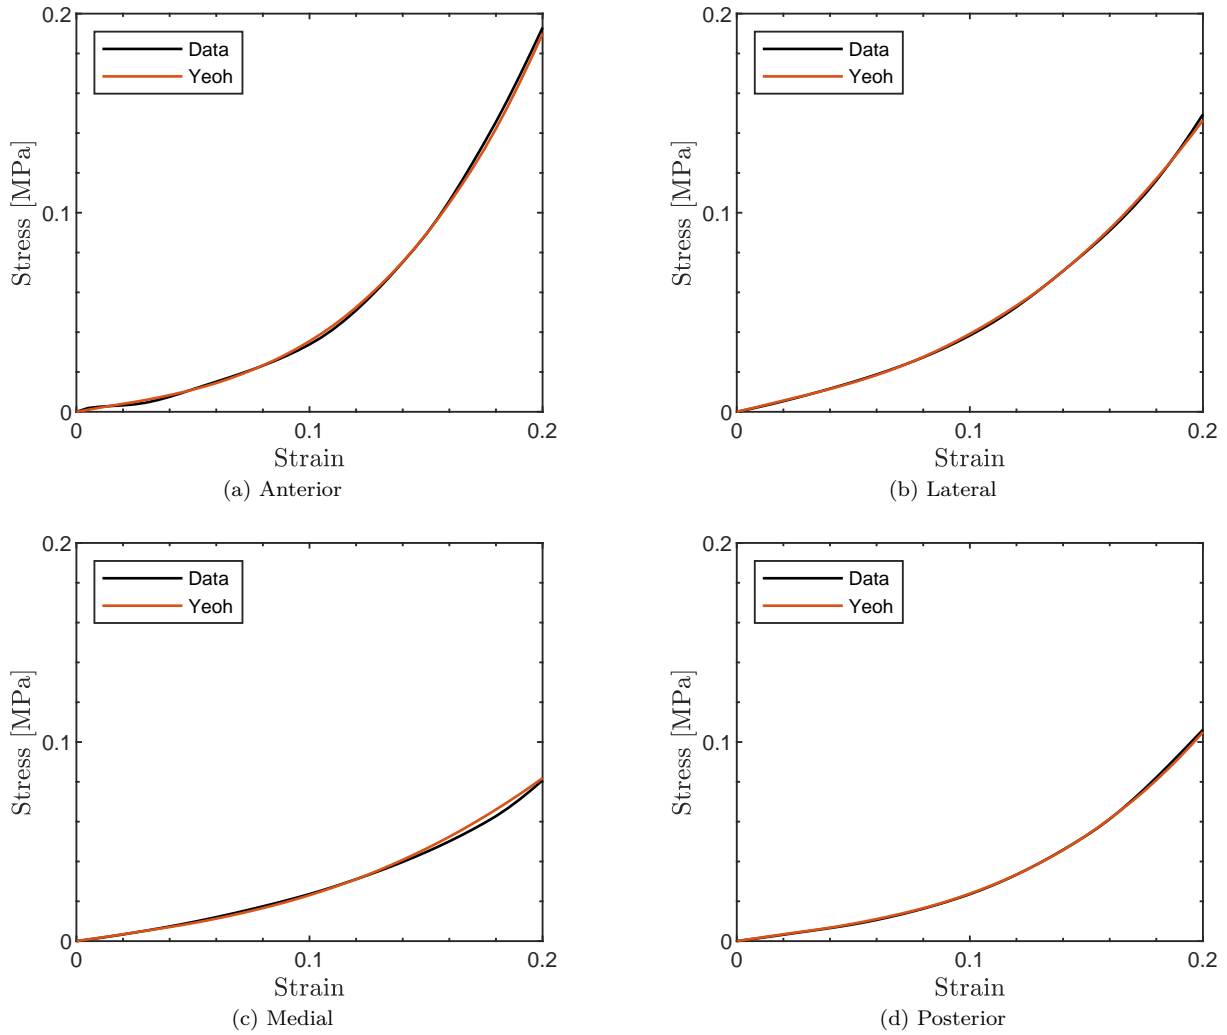 0.2
Data
Yeoh
Stress [MPa]
0.1
0
0
0.1
0.2
Strain
(a) Anterior
0.2
Data
Yeoh
Stress [MPa]
0.1
0
0
0.1
0.2
Strain
(b) Lateral
0.2
Data
Yeoh
Stress [MPa]
0.1
0
0
0.1
0.2
Strain
(c) Medial
0.2
Data
Yeoh
Stress [MPa]
0.1
0
0
0.1
0.2
Strain
(d) Posterior